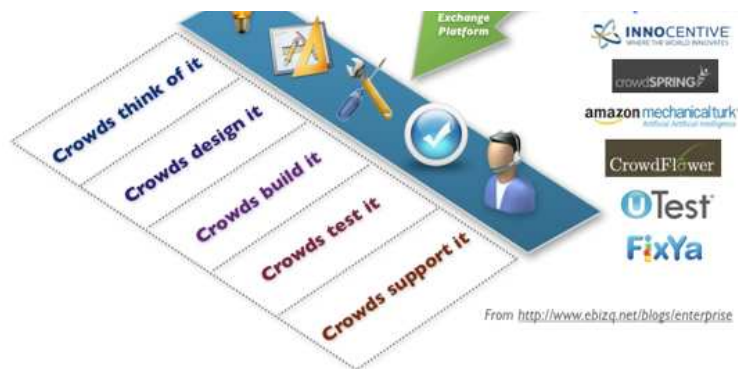 Exchange
Platform
INNOCENTIVE
WHERE THE WORLD INNOVATES
crowdSPRING
amazon mechanical turk
Artificial Artificial Intelligence
CrowdFlower
uTest
FixYa
Crowds think of it
Crowds design it
Crowds build it
Crowds test it
Crowds support it
From http://www.ebizq.net/blogs/enterprise